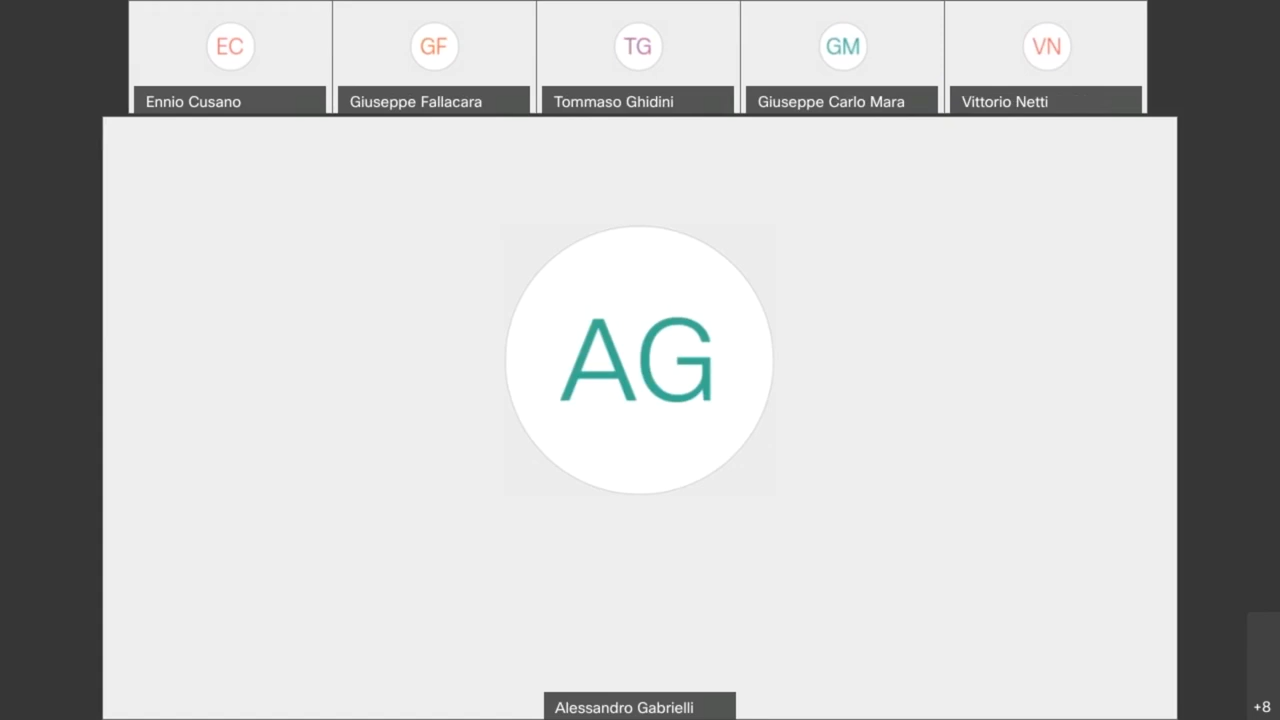 EC
GF
TG
GM
VN
Ennio Cusano
Giuseppe Fallacara
Tommaso Ghidini
Giuseppe Carlo Mara
Vittorio Netti
AG
Alessandro Gabrielli
+8